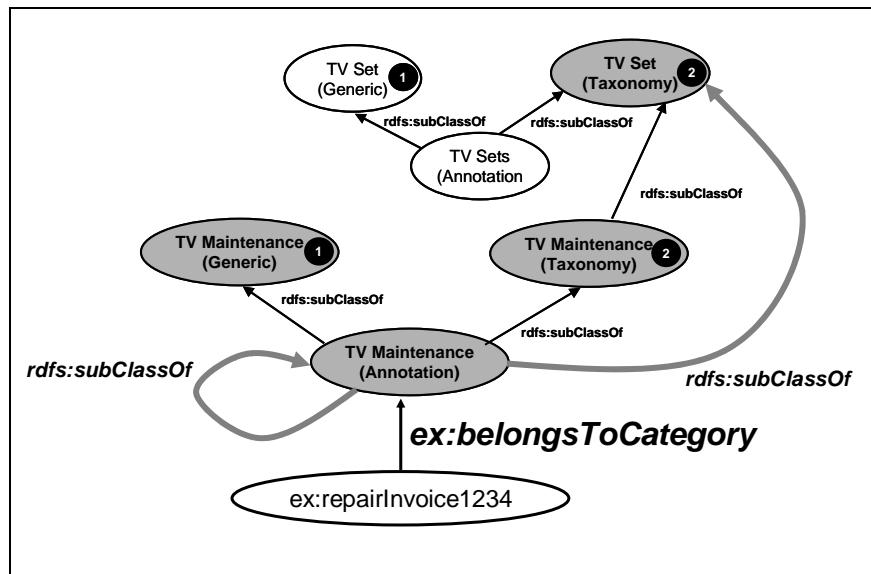 TV Set
(Generic)
1
TV Set
(Taxonomy)
2
rdfs:subClassOf
rdfs:subClassOf
TV Sets
(Annotation
rdfs:subClassOf
TV Maintenance
(Generic)
1
TV Maintenance
(Taxonomy)
2
rdfs:subClassOf
rdfs:subClassOf
TV Maintenance
(Annotation)
rdfs:subClassOf
rdfs:subClassOf
ex:belongsToCategory
ex:repairInvoice1234